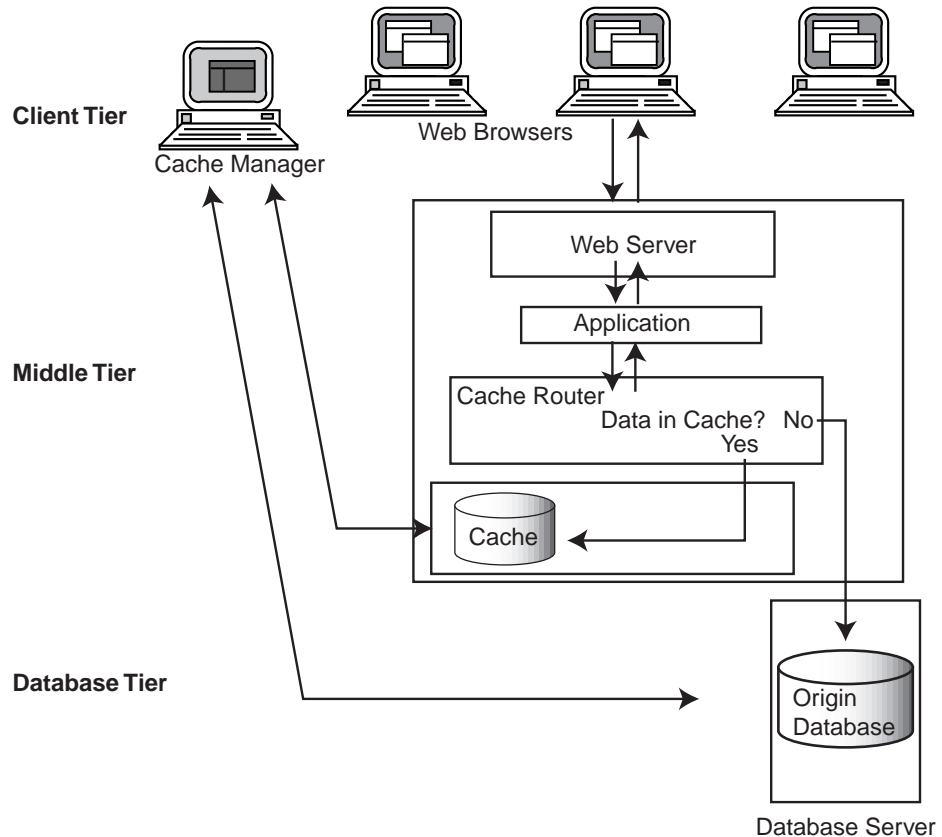 Client Tier
Web Browsers
Cache Manager
Web Server
Application
Middle Tier
Cache Router
Data in Cache? No
Yes
Cache
Database Tier
Origin
Database
Database Server